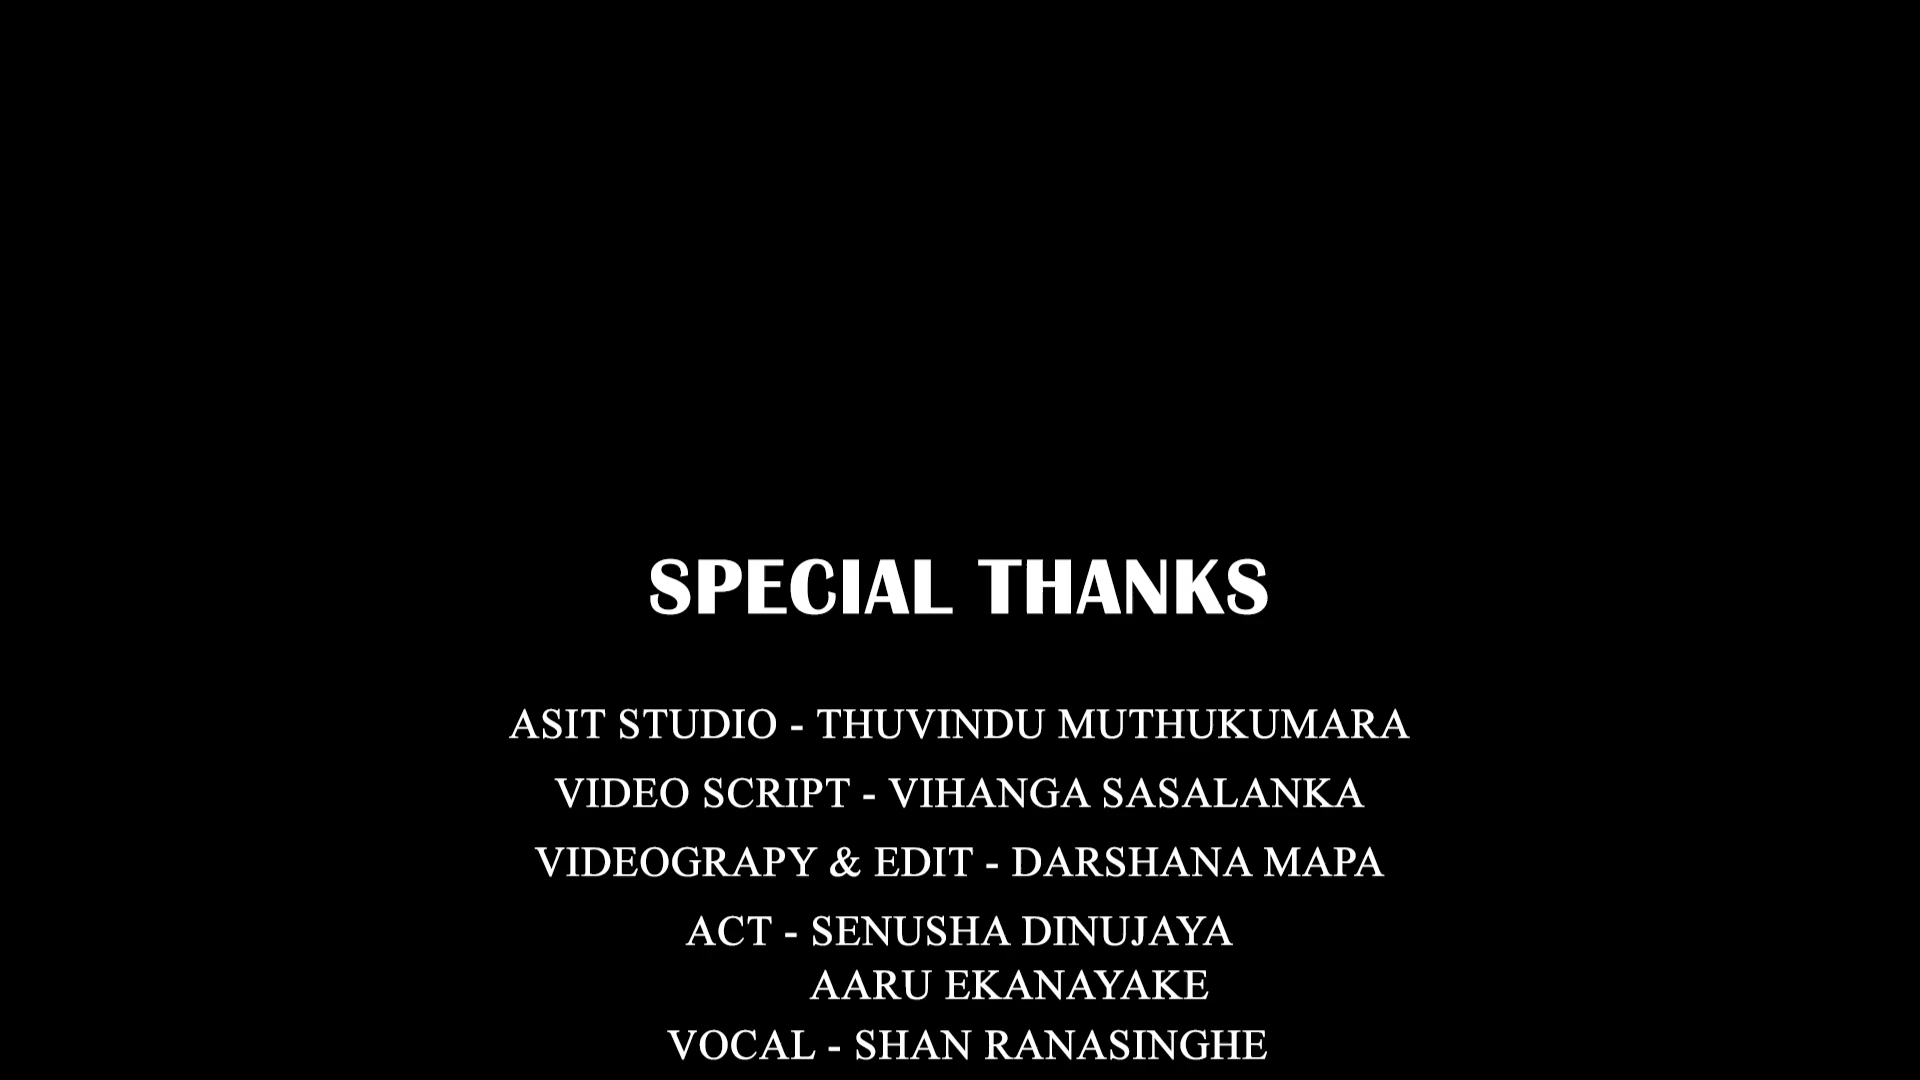 SPECIAL THANKS
ASIT STUDIO - THUVINDU MUTHUKUMARA
VIDEO SCRIPT - VIHANGA SASALANKA
VIDEOGRAPY & EDIT - DARSHANA MAPA
ACT - SENUSHA DINUJAYA
AARU EKANAYAKE
VOCAL - SHAN RANASINGHE